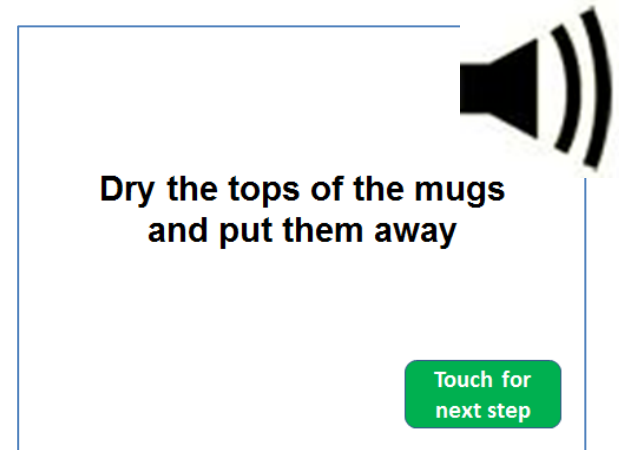 Dry the tops of the mugs
and put them away
Touch for
next step